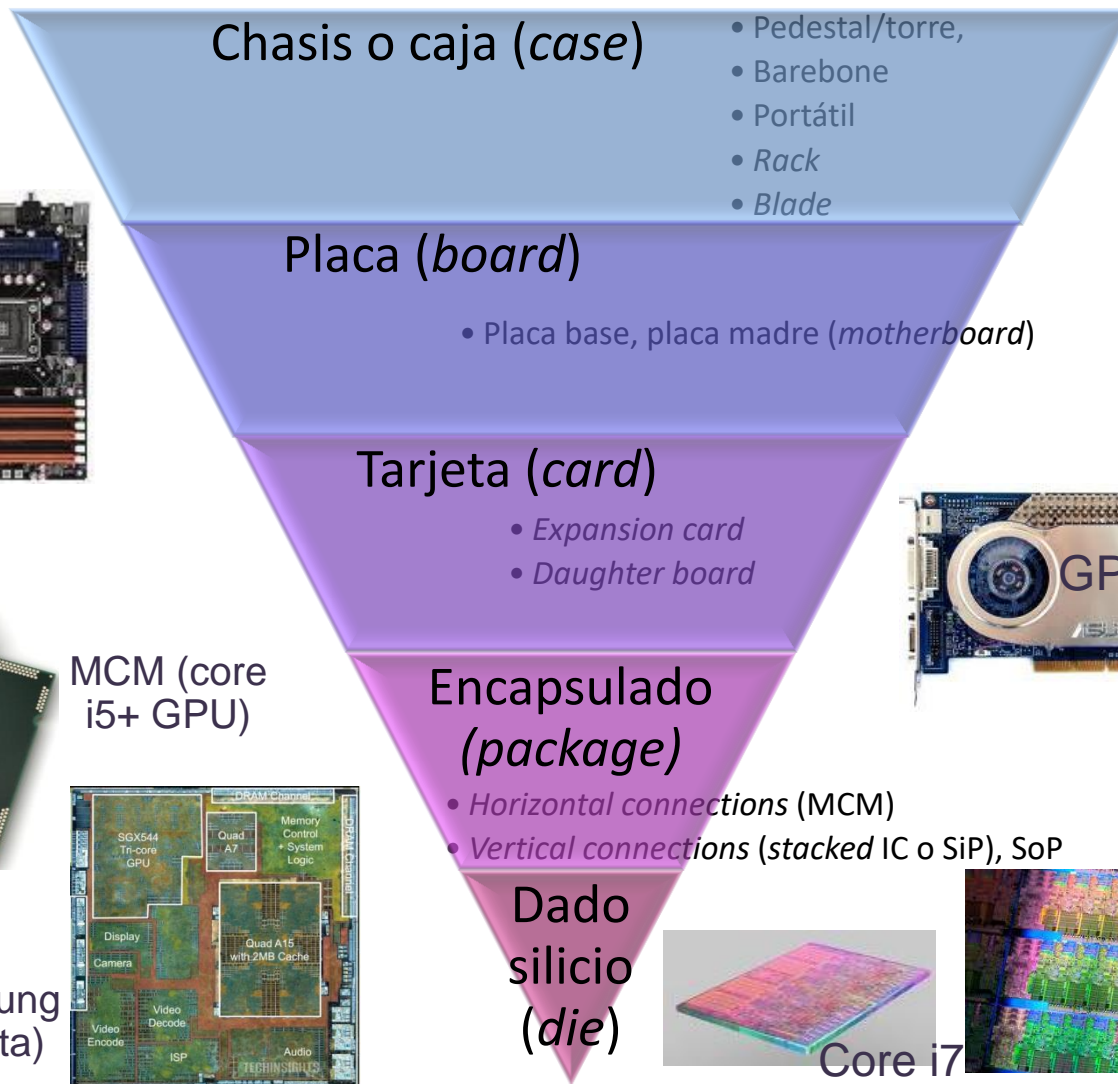 Chasis o caja (case)
• Pedestal/torre,
• Barebone
• Portátil
• Rack
• Blade
Placa (board)
• Placa base, placa madre (motherboard)
Tarjeta (card)
• Expansion card
• Daughter board
GP
MCM (core
i5+ GPU)
Encapsulado
(package)
• Horizontal connections (MCM)
• Vertical connections (stacked IC o SiP), SoP
DRAM Channel
SGX544
Tri-core
GPU
Quad
A7
Memory
Control
+ System
Logic
DRAM Channel
Display
Camera
Quad A15
with 2MB Cache
Video
Encode
Video
Decode
ISP
Audio
TECHINSIGHTS
ung
ta)
Dado
silicio
(die)
Core i7